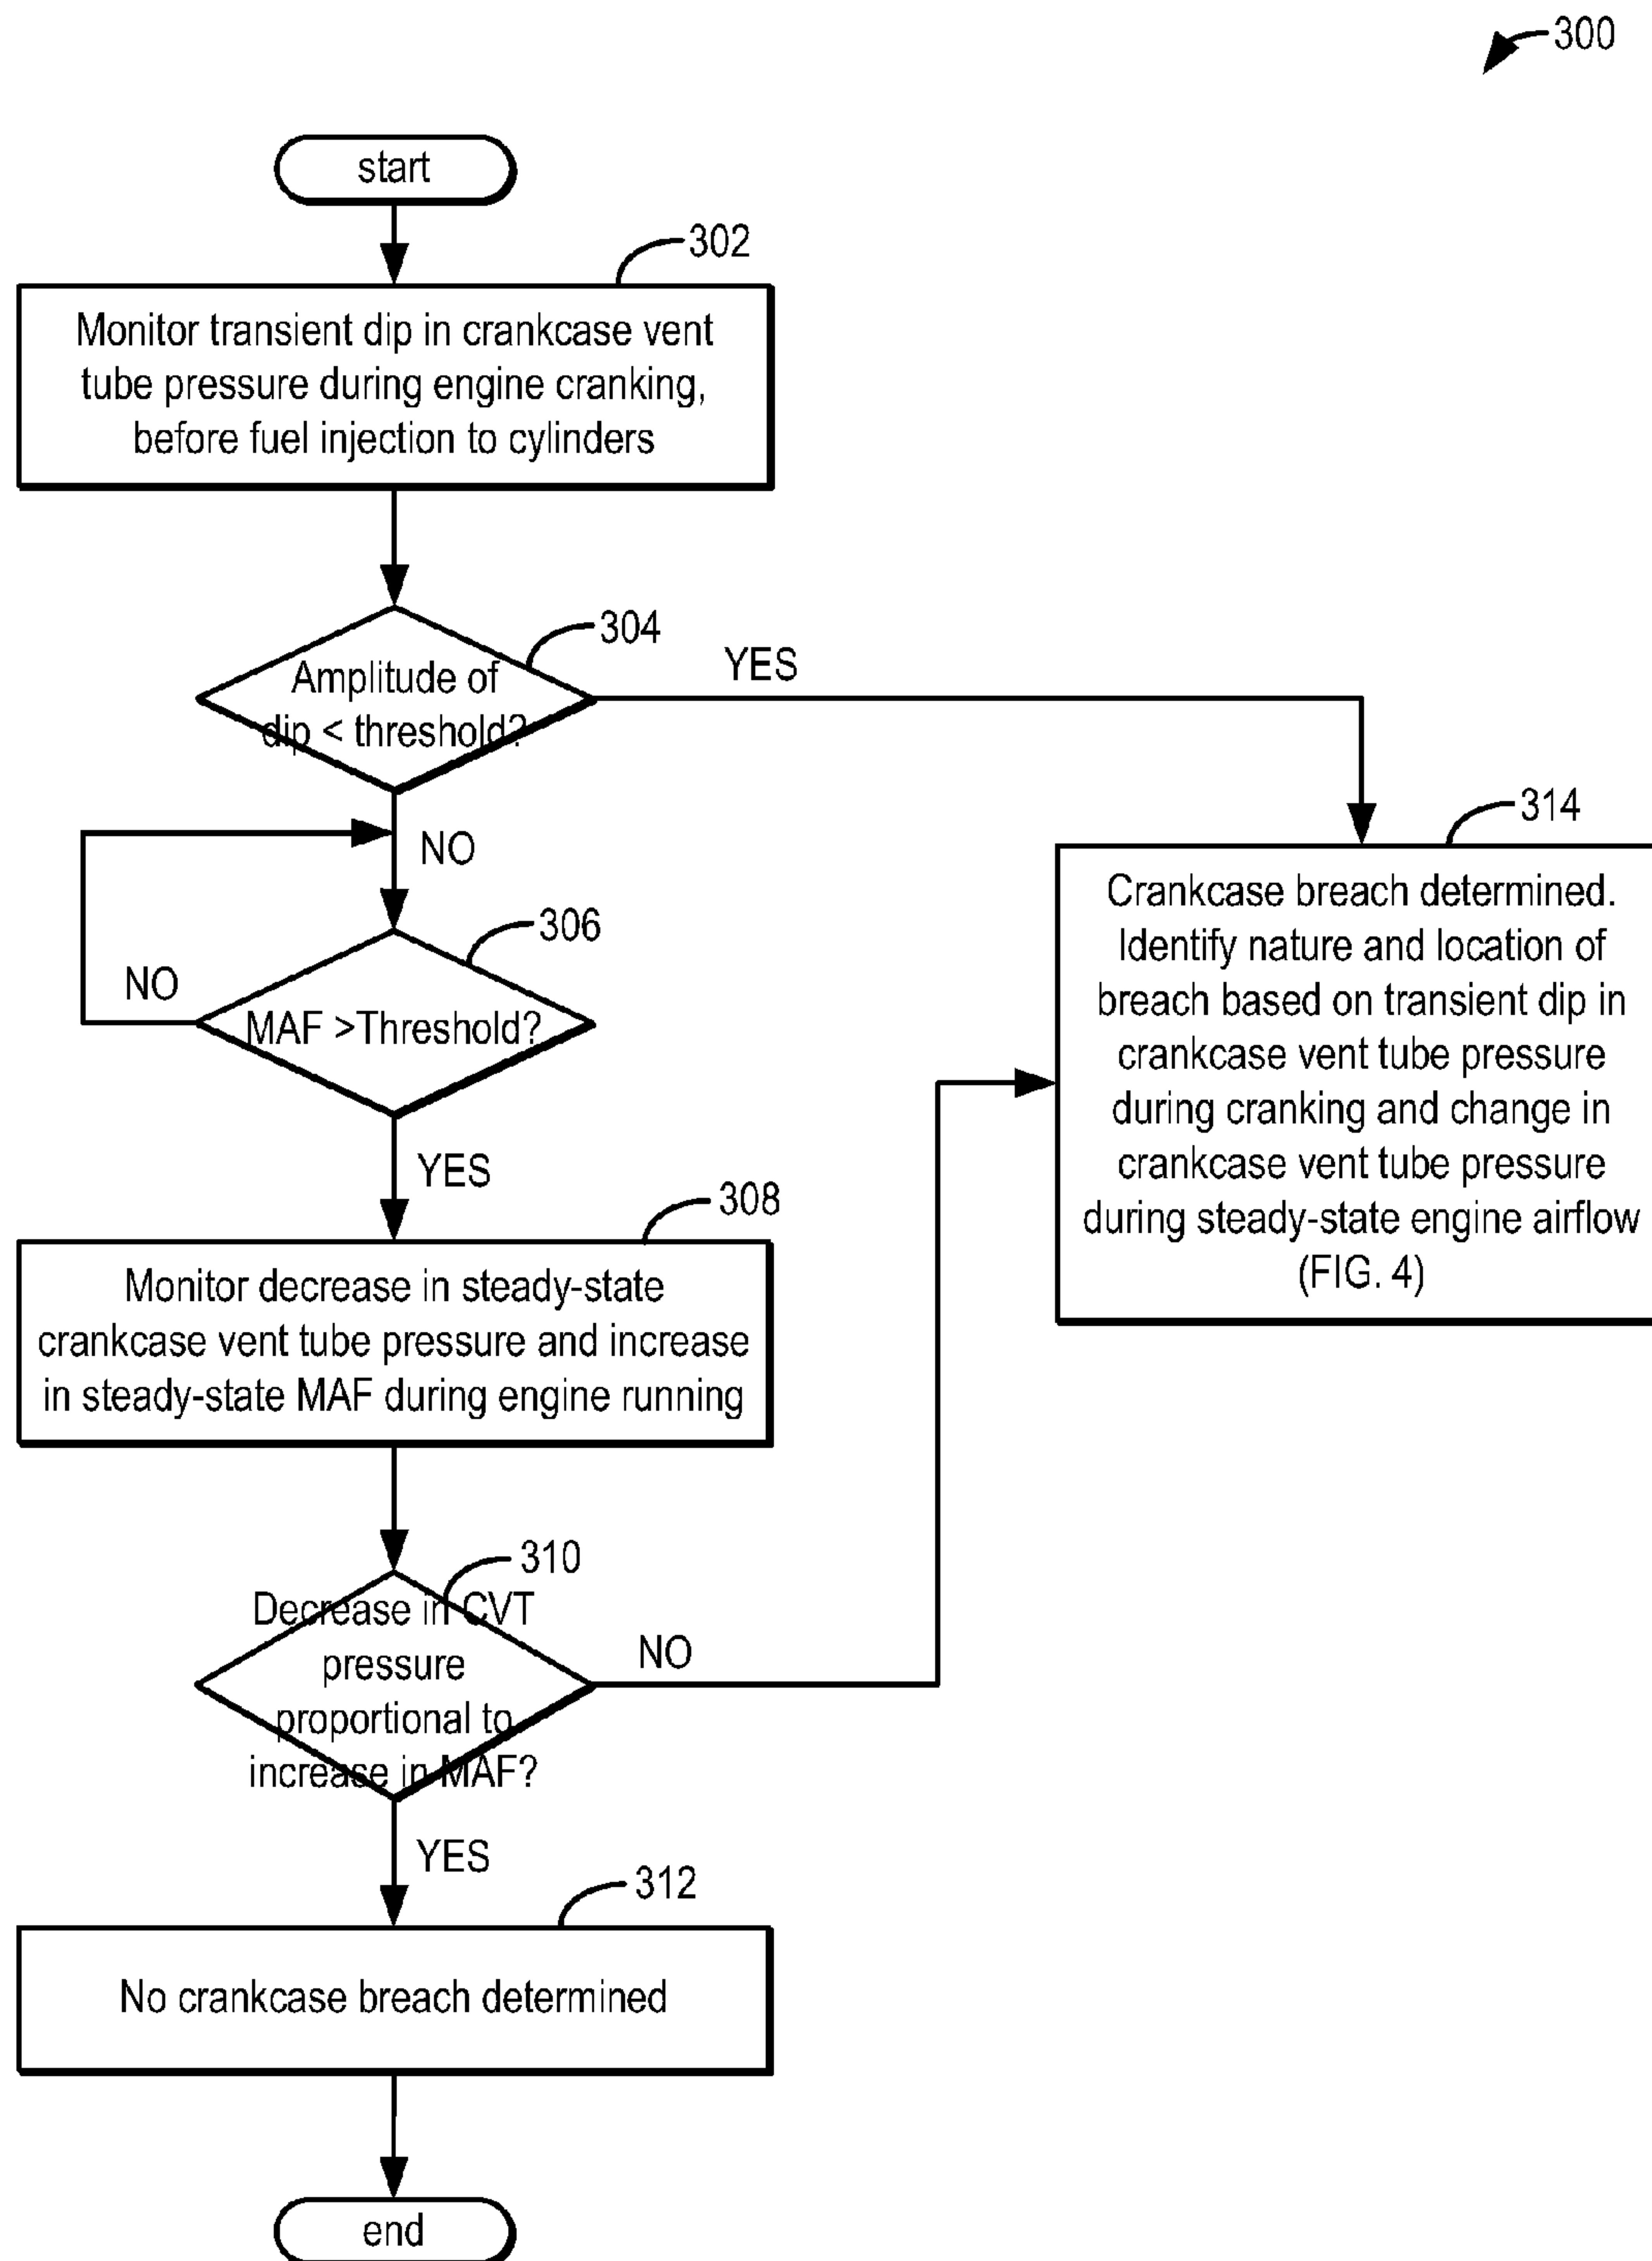 300
start
302
Monitor transient dip in crankcase vent
tube pressure during engine cranking,
before fuel injection to cylinders
304
Amplitude of
dip < threshold?
YES
NO
306
MAF >Threshold?
NO
YES
308
Monitor decrease in steady-state
crankcase vent tube pressure and increase
in steady-state MAF during engine running
310
Decrease in CVT
pressure
proportional to
increase in MAF?
NO
YES
312
No crankcase breach determined
end
314
Crankcase breach determined.
Identify nature and location of
breach based on transient dip in
crankcase vent tube pressure
during cranking and change in
crankcase vent tube pressure
during steady-state engine airflow
(FIG. 4)